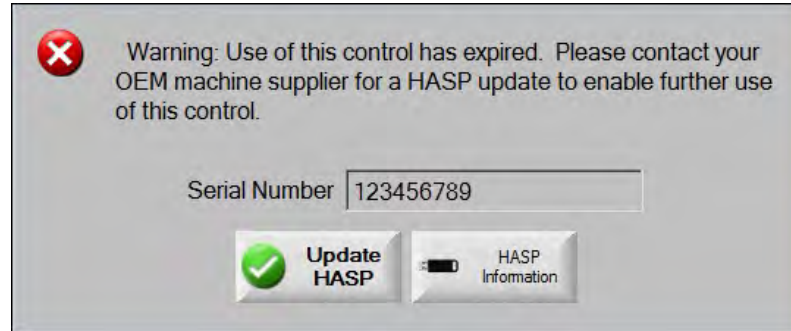 Warning: Use of this control has expired.  Please contact your
OEM machine supplier for a HASP update to enable further use
of this control.
Serial Number 123456789
Update
HASP
HASP
Information